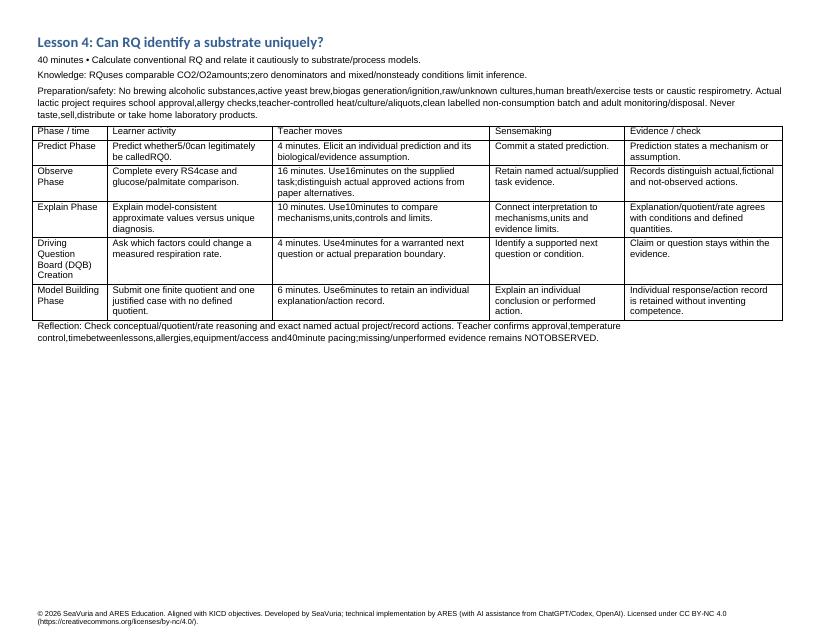 Lesson 4: Can RQ identify a substrate uniquely?
40 minutes • Calculate conventional RQ and relate it cautiously to substrate/process models.
Knowledge: RQuses comparable CO2/O2amounts;zero denominators and mixed/nonsteady conditions limit inference.
Preparation/safety: No brewing alcoholic substances,active yeast brew,biogas generation/ignition,raw/unknown cultures,human breath/exercise tests or caustic respirometry. Actual
lactic project requires school approval,allergy checks,teacher-controlled heat/culture/aliquots,clean labelled non-consumption batch and adult monitoring/disposal. Never
taste,sell,distribute or take home laboratory products.
Phase / time Learner activity Teacher moves Sensemaking Evidence / check
Predict Phase Predict whether5/0can legitimately 4 minutes. Elicit an individual prediction and its Commit a stated prediction. Prediction states a mechanism or
be calledRQ0. biological/evidence assumption. assumption.
Observe Complete every RS4case and 16 minutes. Use16minutes on the supplied Retain named actual/supplied Records distinguish actual,fictional
Phase glucose/palmitate comparison. task;distinguish actual approved actions from task evidence. and not-observed actions.
paper alternatives.
Explain Phase Explain model-consistent 10 minutes. Use10minutes to compare Connect interpretation to Explanation/quotient/rate agrees
approximate values versus unique mechanisms,units,controls and limits. mechanisms,units and with conditions and defined
diagnosis. evidence limits. quantities.
Driving Ask which factors could change a 4 minutes. Use4minutes for a warranted next Identify a supported next Claim or question stays within the
Question measured respiration rate. question or actual preparation boundary. question or condition. evidence.
Board (DQB)
Creation
Model Building Submit one finite quotient and one 6 minutes. Use6minutes to retain an individual Explain an individual Individual response/action record
Phase justified case with no defined explanation/action record. conclusion or performed is retained without inventing
quotient. action. competence.
Reflection: Check conceptual/quotient/rate reasoning and exact named actual project/record actions. Teacher confirms approval,temperature
control,timebetweenlessons,allergies,equipment/access and40minute pacing;missing/unperformed evidence remains NOTOBSERVED.
© 2026 SeaVuria and ARES Education. Aligned with KICD objectives. Developed by SeaVuria; technical implementation by ARES (with AI assistance from ChatGPT/Codex, OpenAI). Licensed under CC BY-NC 4.0
(https://creativecommons.org/licenses/by-nc/4.0/).